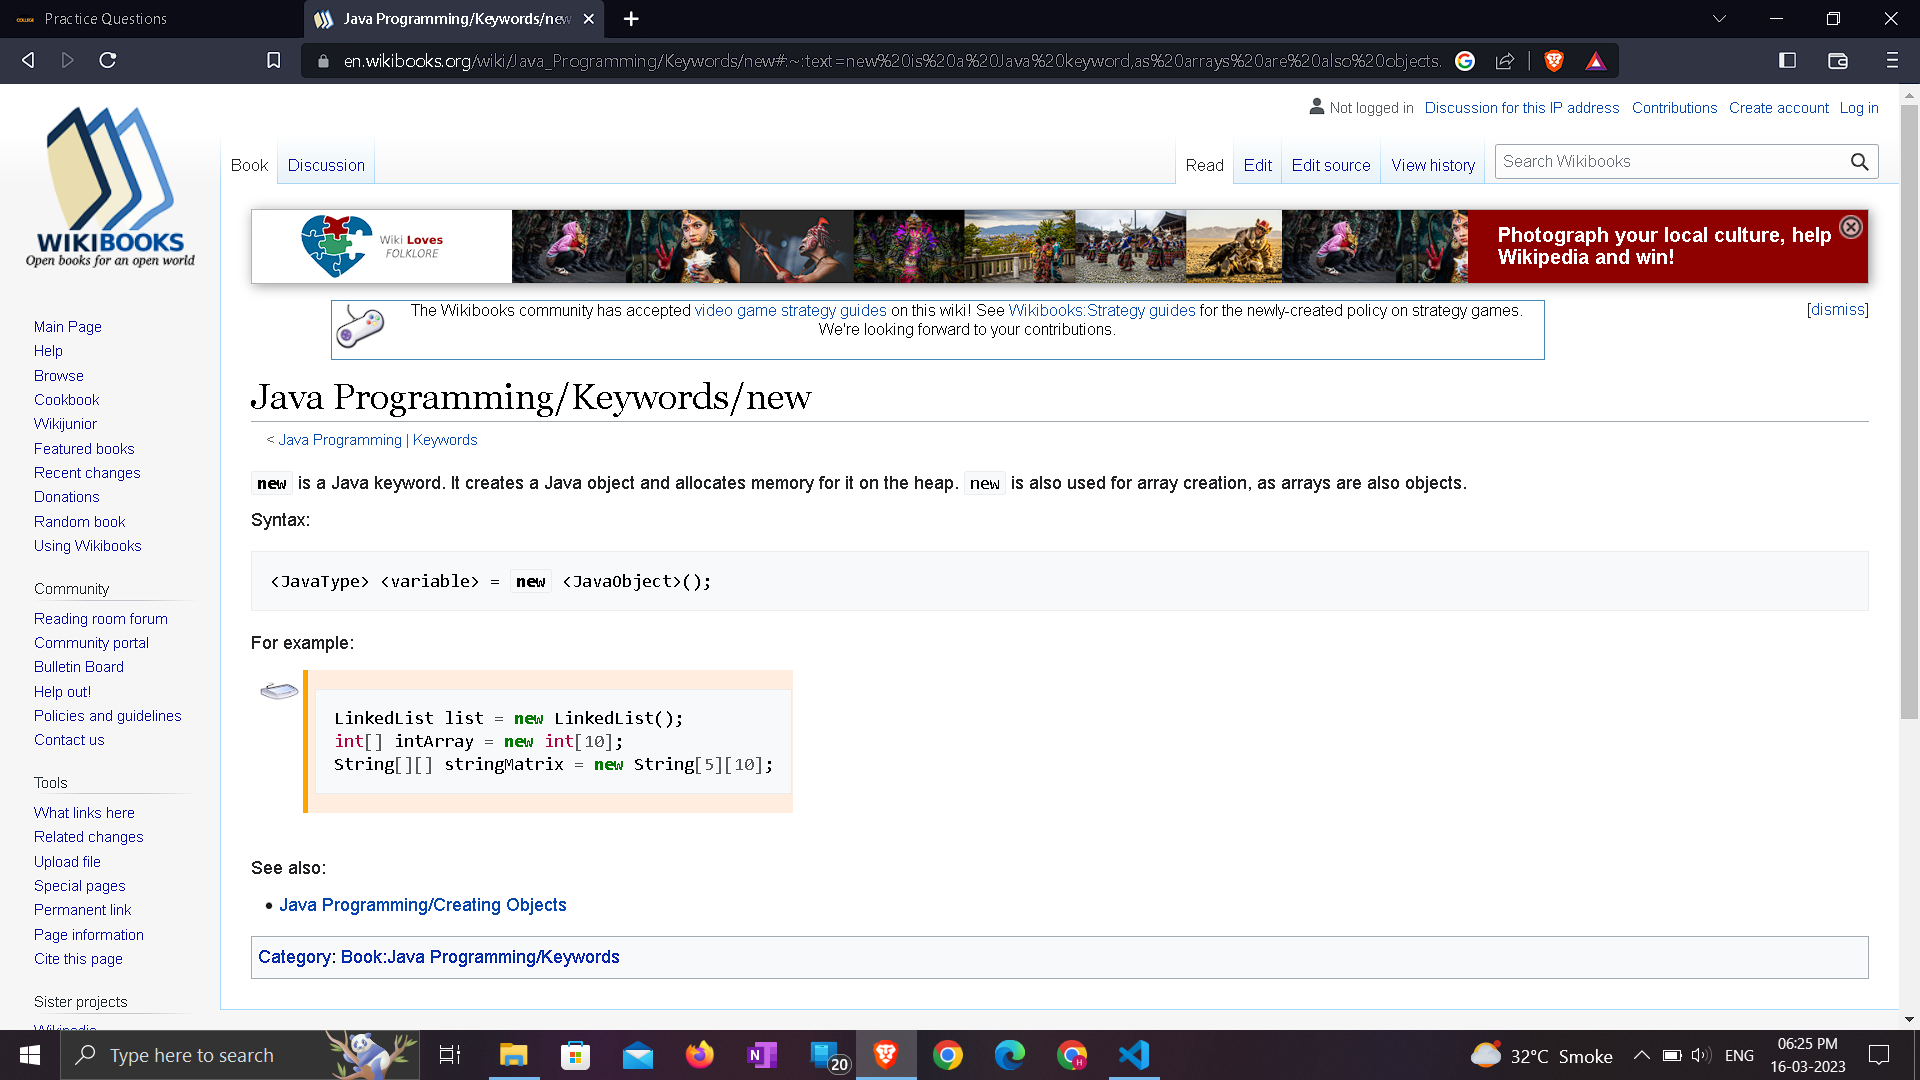 COLLEGE Practice Questions
Java Programming/Keywords/new
en.wikibooks.org/wiki/Java_Programming/Keywords/new#:~:text=new%20is%20a%20Java%20keyword,as%20arrays%20are%20also%20objects.
Not logged in Discussion for this IP address Contributions Create account Log in
Book Discussion Read Edit Edit source View history Search Wikibooks
WIKIBOOKS
Open books for an open world
Wiki Loves
FOLKLORE
Photograph your local culture, help
Wikipedia and win!
The Wikibooks community has accepted video game strategy guides on this wiki! See Wikibooks:Strategy guides for the newly-created policy on strategy games.
We're looking forward to your contributions.
[dismiss]
Main Page
Help
Browse
Cookbook
Wikijunior
Featured books
Recent changes
Donations
Random book
Using Wikibooks
Community
Reading room forum
Community portal
Bulletin Board
Help out!
Policies and guidelines
Contact us
Tools
What links here
Related changes
Upload file
Special pages
Permanent link
Page information
Cite this page
Sister projects
Wikipedia
Java Programming/Keywords/new
< Java Programming | Keywords
new is a Java keyword. It creates a Java object and allocates memory for it on the heap. new is also used for array creation, as arrays are also objects.
Syntax:
<JavaType> <variable> = new <JavaObject>();
For example:
LinkedList list = new LinkedList();
int[] intArray = new int[10];
String[][] stringMatrix = new String[5][10];
See also:
• Java Programming/Creating Objects
Category: Book:Java Programming/Keywords
Type here to search
20
H
32°C Smoke
ENG
06:25 PM
16-03-2023